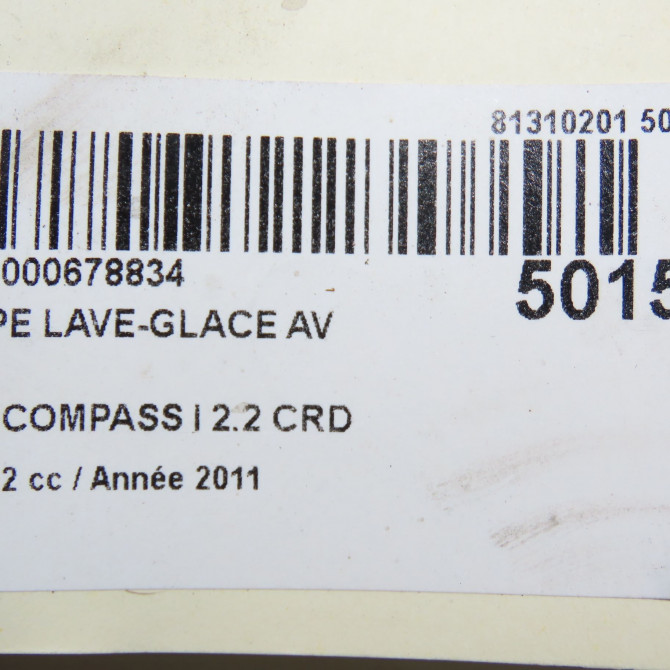 81310201 50
000678834
5015
PE LAVE-GLACE AV
COMPASS I 2.2 CRD
2 cc / Année 2011